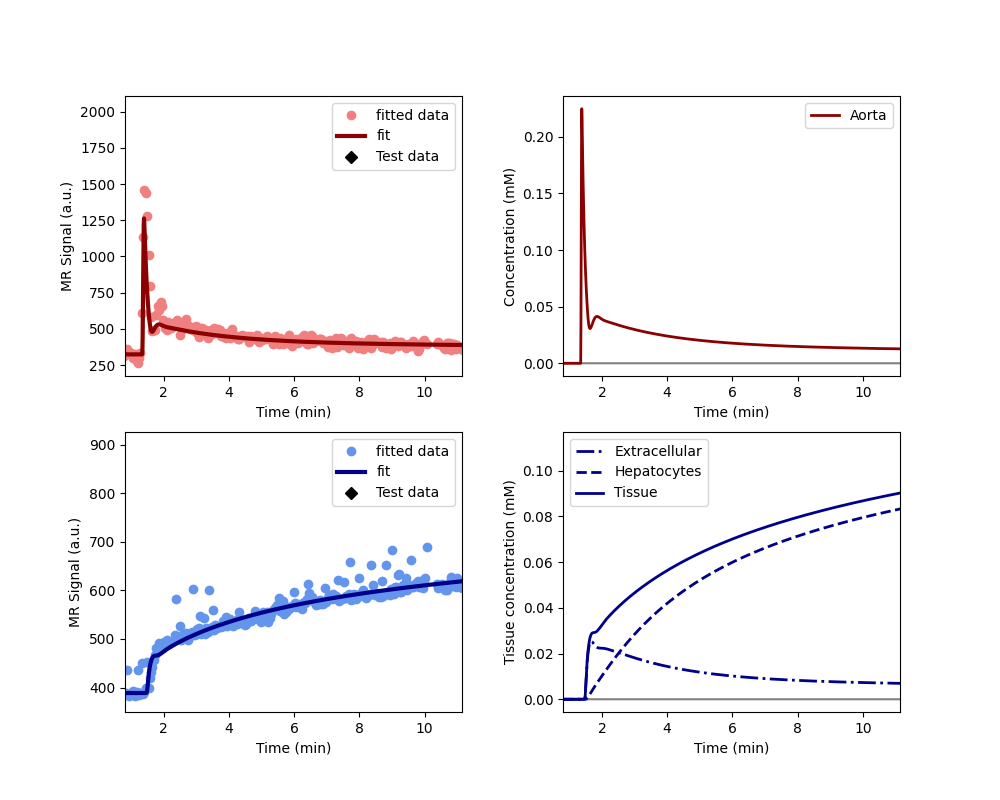 2000
1750
1500
1250
1000
750
500
250
MR Signal (a.u.)
fitted data
fit
Test data
2 4 6 8 10
Time (min)
0.20
0.15
0.10
0.05
0.00
Concentration (mM)
Aorta
2 4 6 8 10
Time (min)
900
800
700
600
500
400
MR Signal (a.u.)
fitted data
fit
Test data
2 4 6 8 10
Time (min)
0.10
0.08
0.06
0.04
0.02
0.00
Tissue concentration (mM)
Extracellular
Hepatocytes
Tissue
2 4 6 8 10
Time (min)